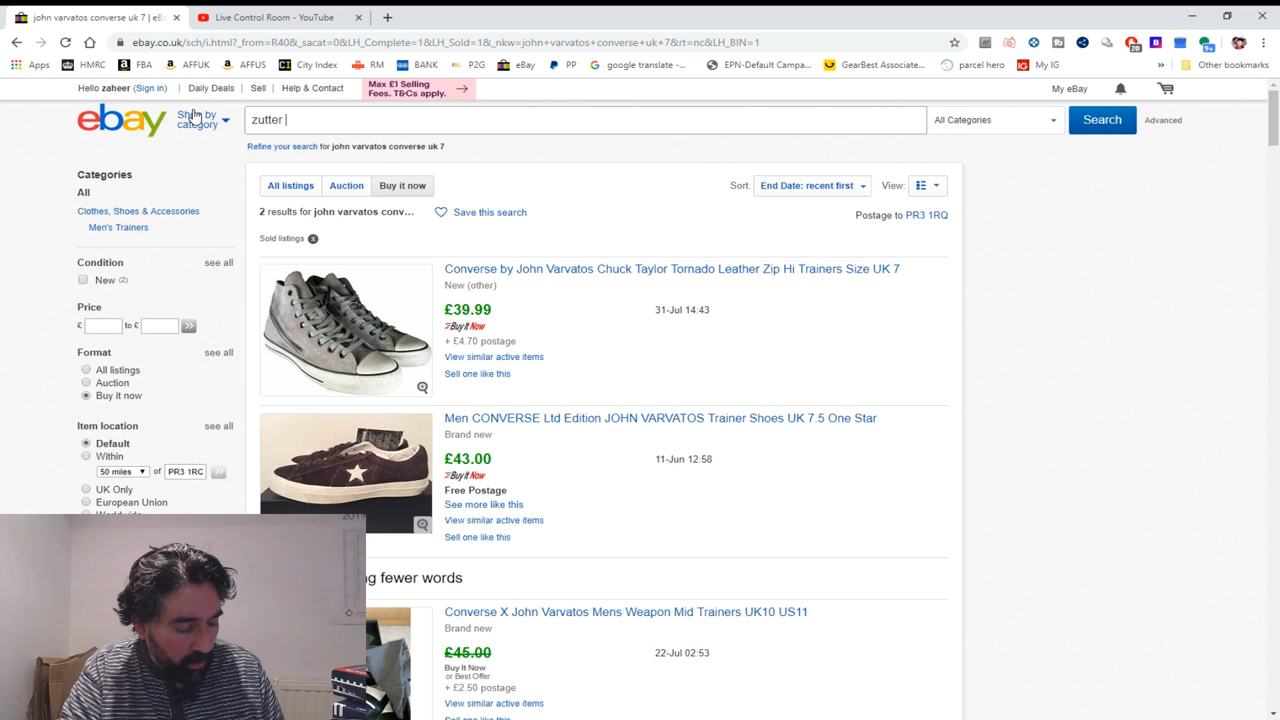 john varvatos converse uk 7 | eB
Live Control Room - YouTube
ebay.co.uk/sch/i.html?_from=R40&_sacat=0&LH_Complete=1&LH_Sold=1&_nkw=john+varvatos+converse+uk+7&rt=nc&LH_BIN=1
Apps HMRC FBA AFFUK AFFUS City Index RM BANK P2G eBay PP google translate -... EPN-Default Campa... GearBest Associate... parcel hero My IG » Other bookmarks
Hello zaheer (Sign in) Daily Deals Sell Help & Contact Max £1 Selling Fees. T&Cs apply. My eBay
ebay Shop by category zutter All Categories Search Advanced
Refine your search for john varvatos converse uk 7
Categories
All
Clothes, Shoes & Accessories
Men's Trainers
Condition see all
New (2)
Price
£ to £
Format see all
All listings
Auction
Buy it now
Item location see all
Default
Within
50 miles of PR3 1RQ
UK Only
European Union
All listings Auction Buy it now Sort: End Date: recent first View:
2 results for john varvatos conv... Save this search Postage to PR3 1RQ
Sold listings
Converse by John Varvatos Chuck Taylor Tornado Leather Zip Hi Trainers Size UK 7
New (other)
£39.99 31-Jul 14:43
Buy It Now
+ £4.70 postage
View similar active items
Sell one like this
Men CONVERSE Ltd Edition JOHN VARVATOS Trainer Shoes UK 7.5 One Star
Brand new
£43.00 11-Jun 12:58
Buy It Now
Free Postage
See more like this
View similar active items
Sell one like this
ng fewer words
Converse X John Varvatos Mens Weapon Mid Trainers UK10 US11
Brand new
£45.00 22-Jul 02:53
Buy It Now
or Best Offer
+ £2.50 postage
View similar active items
Sell one like this